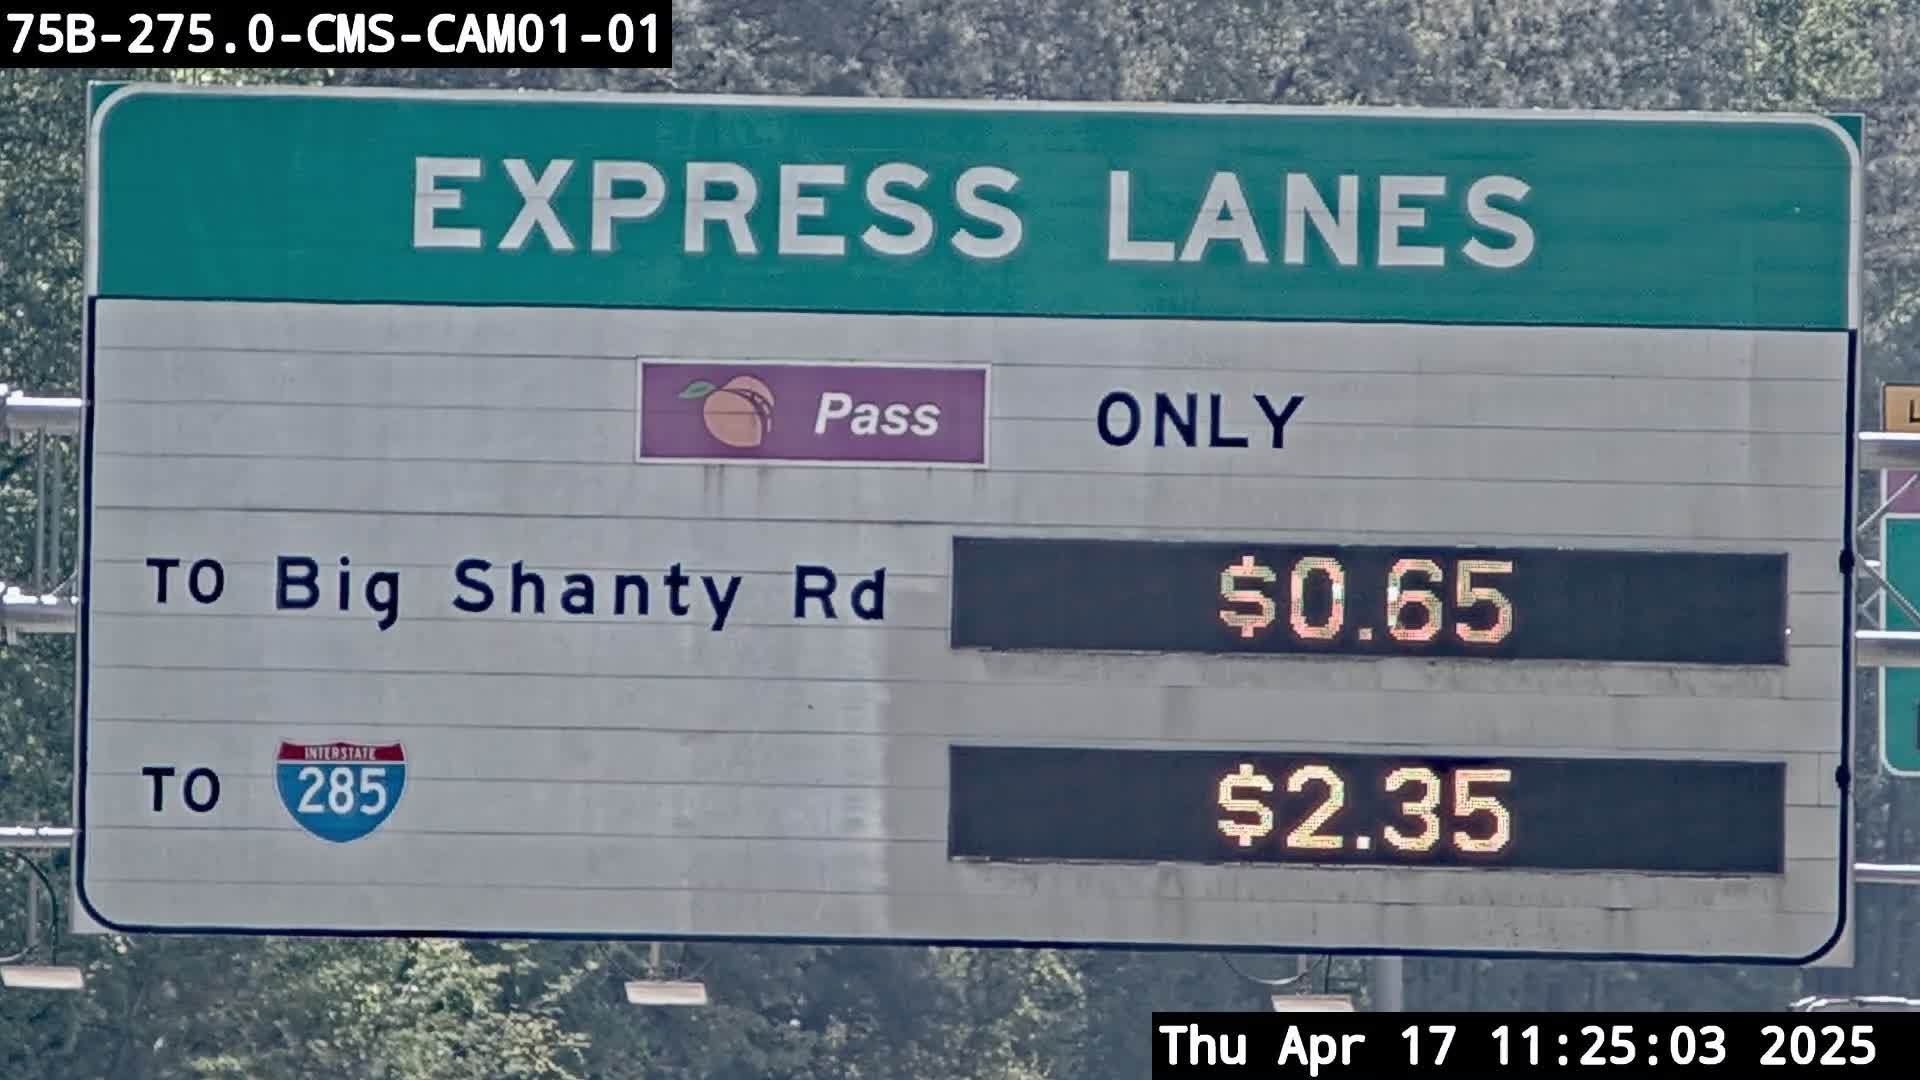 75B-275.0-CMS-CAM01-01
EXPRESS LANES
Pass ONLY
TO Big Shanty Rd $0.65
TO INTERSTATE 285 $2.35
Thu Apr 17 11:25:03 2025